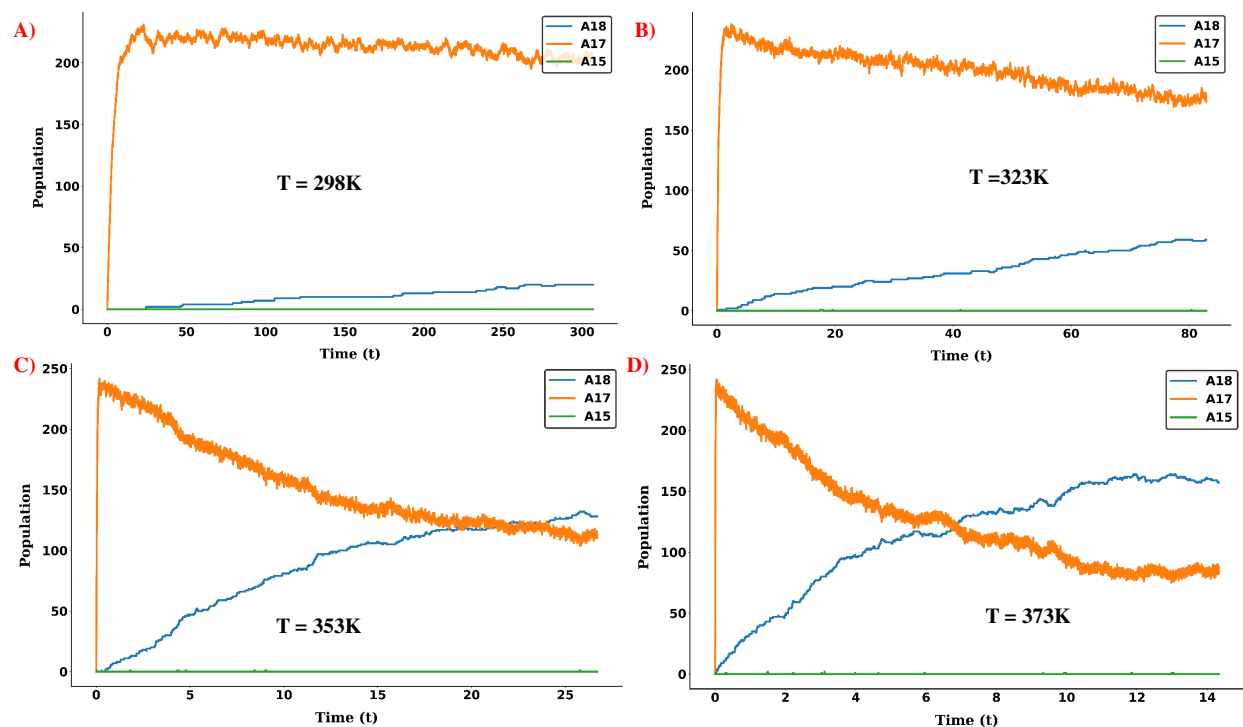 A)
A18
A17
A15
200
150
100
50
0
Population
T = 298K
0 50 100 150 200 250 300
Time (t)
B)
A18
A17
A15
200
150
100
50
0
Population
T =323K
0 20 40 60 80
Time (t)
C)
A18
A17
A15
250
200
150
100
50
0
Population
T = 353K
0 5 10 15 20 25
Time (t)
D)
A18
A17
A15
250
200
150
100
50
0
Population
T = 373K
0 2 4 6 8 10 12 14
Time (t)